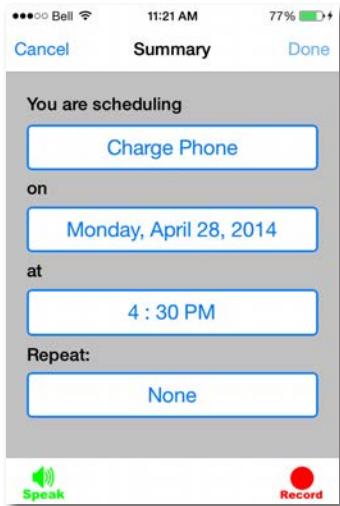 ●●●○○ Bell 11:21 AM 77%
Cancel Summary Done
You are scheduling
Charge Phone
on
Monday, April 28, 2014
at
4 : 30 PM
Repeat:
None
Speak Record